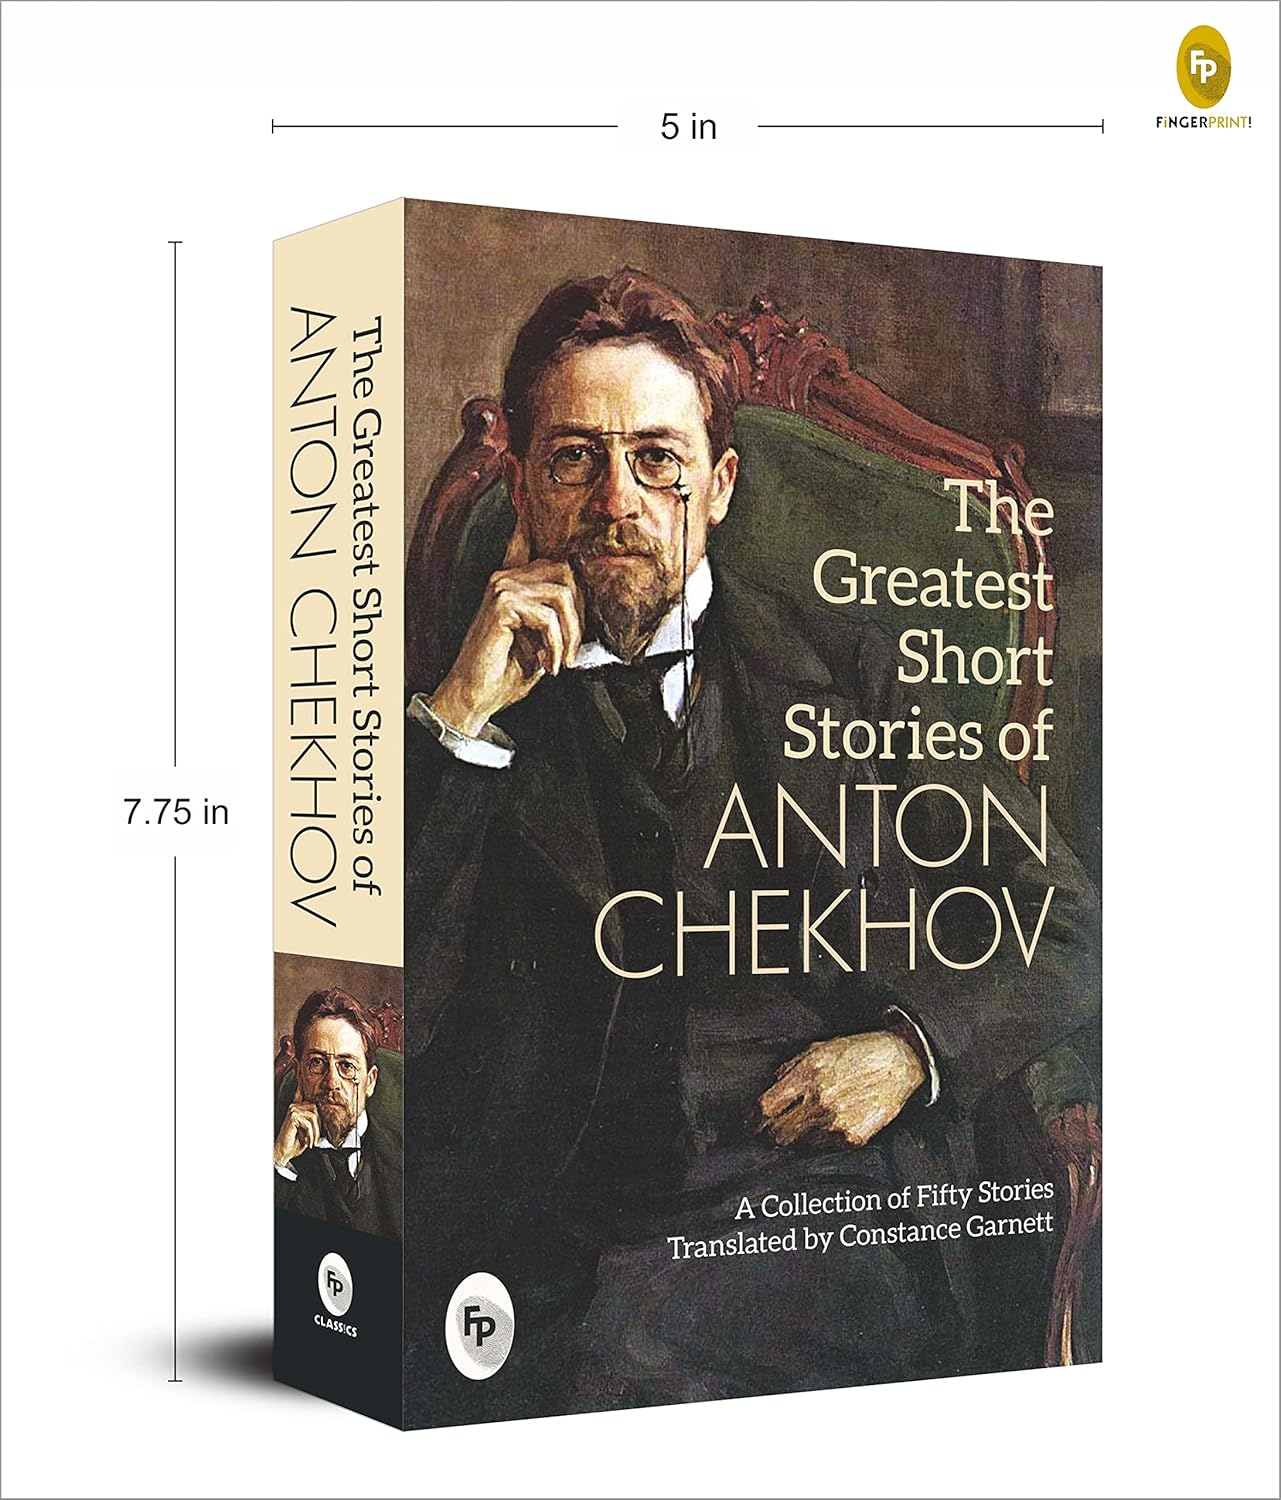 FP
FiNGERPRINT!
5 in
7.75 in
The Greatest Short Stories of
ANTON CHEKHOV
FP
CLASSICS
The
Greatest
Short
Stories of
ANTON
CHEKHOV
A Collection of Fifty Stories
Translated by Constance Garnett
FP